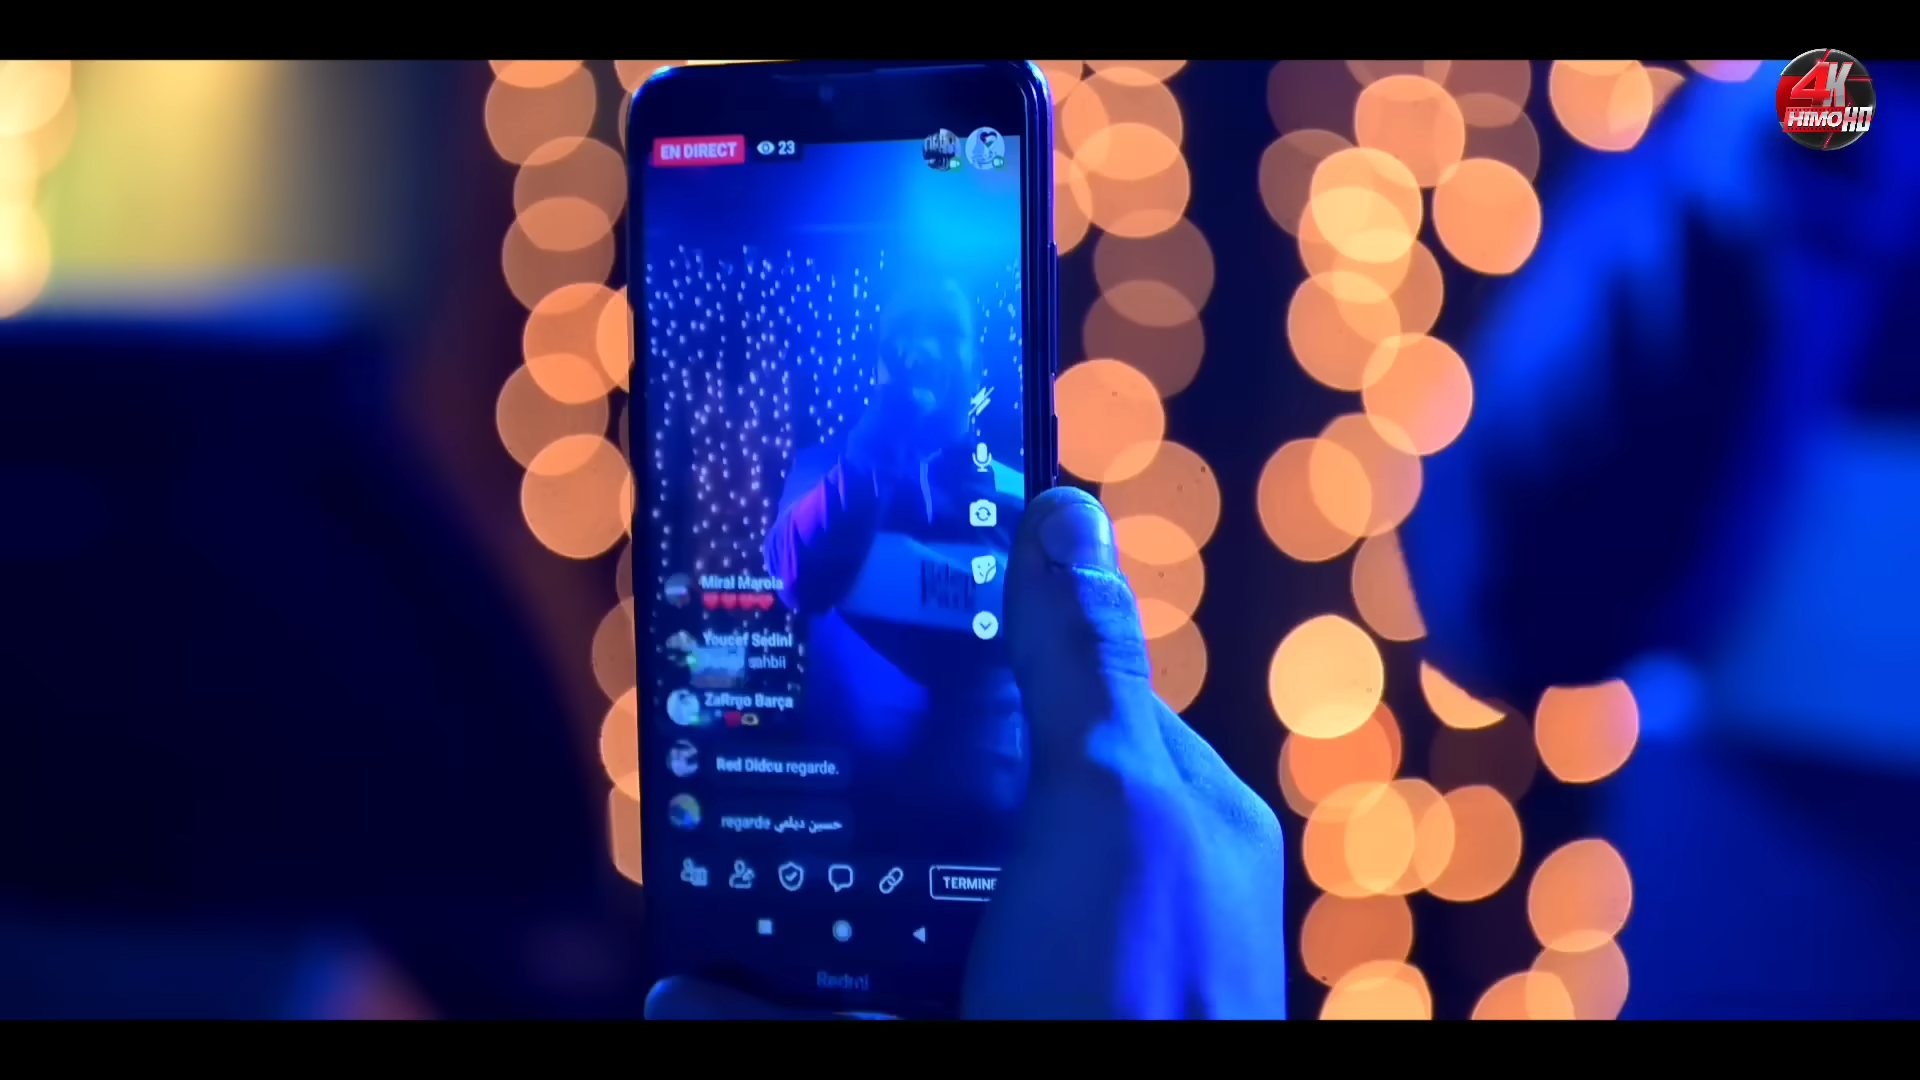 4K
HIMO HD
EN DIRECT
23
Miral Marola
Youcef Sedini
sahbii
ZaRmo Barça
Red Didou regarde.
regarde حسين ديلمي
TERMINE
Redmi